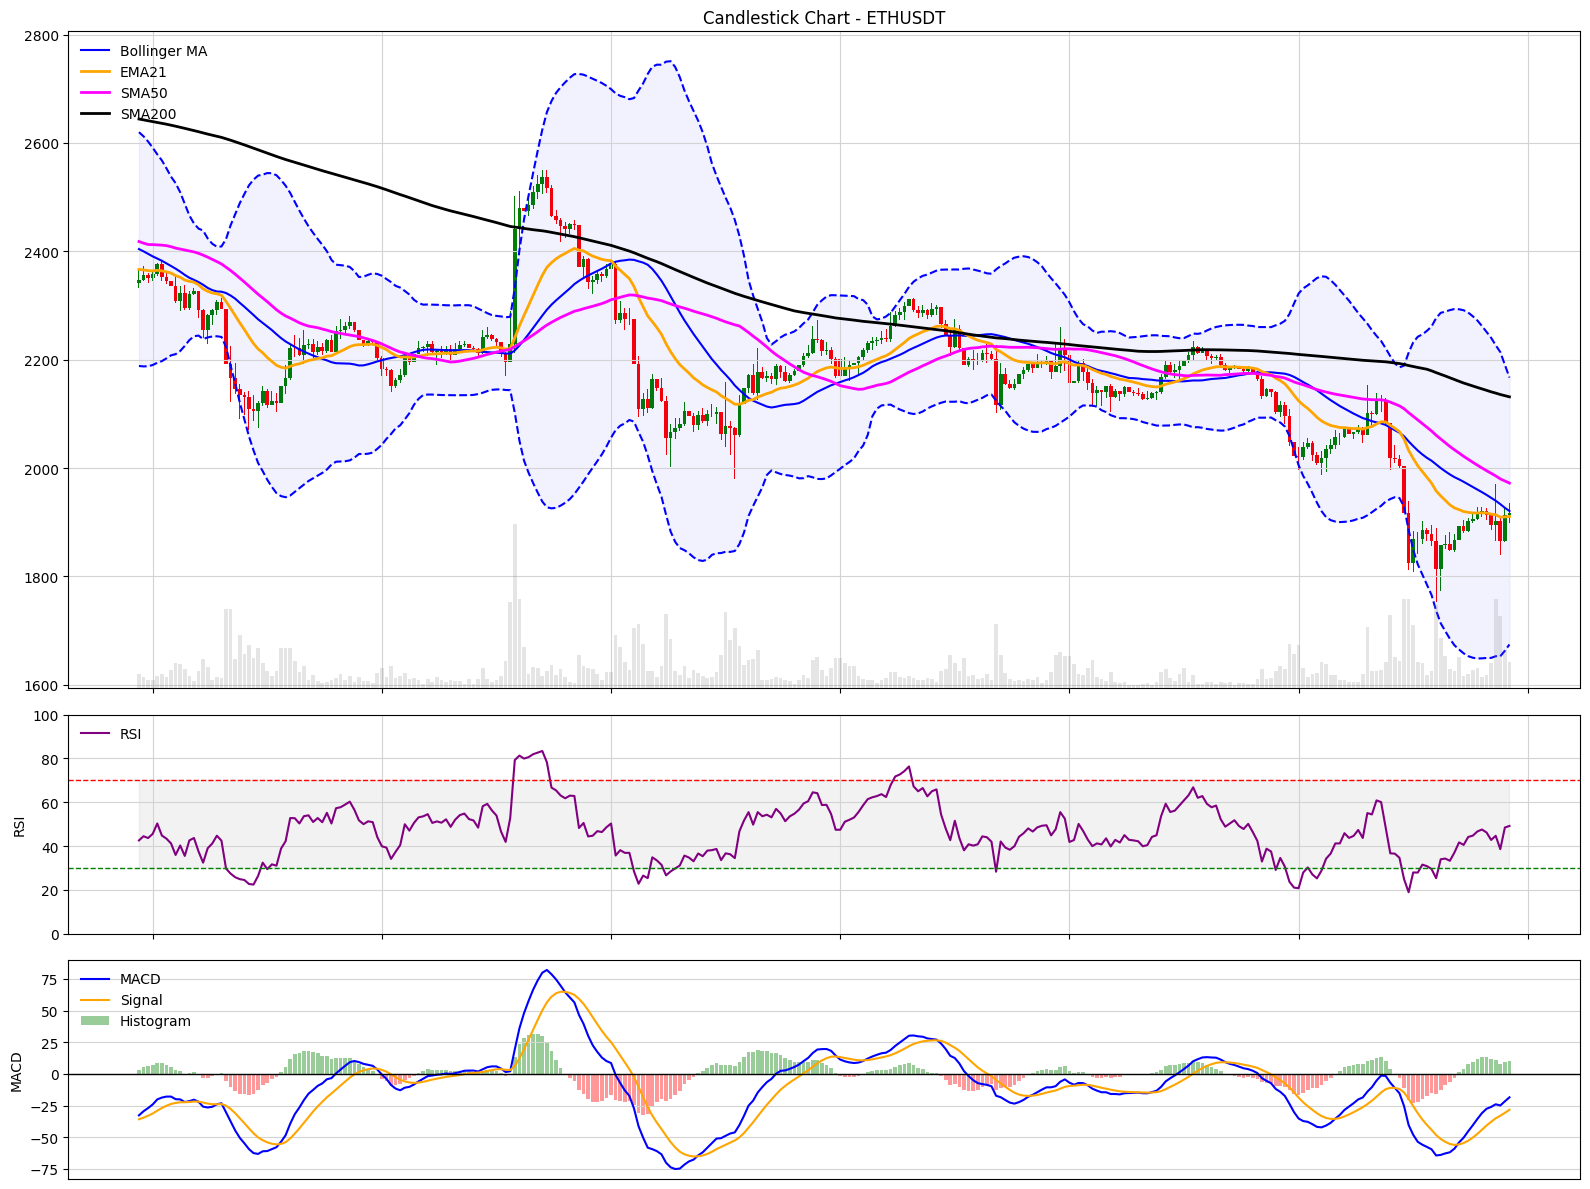 Candlestick Chart - ETHUSDT
2800
2600
2400
2200
2000
1800
1600
Bollinger MA
EMA21
SMA50
SMA200
100
80
60
40
20
0
RSI
RSI
75
50
25
0
−25
−50
−75
MACD
MACD
Signal
Histogram